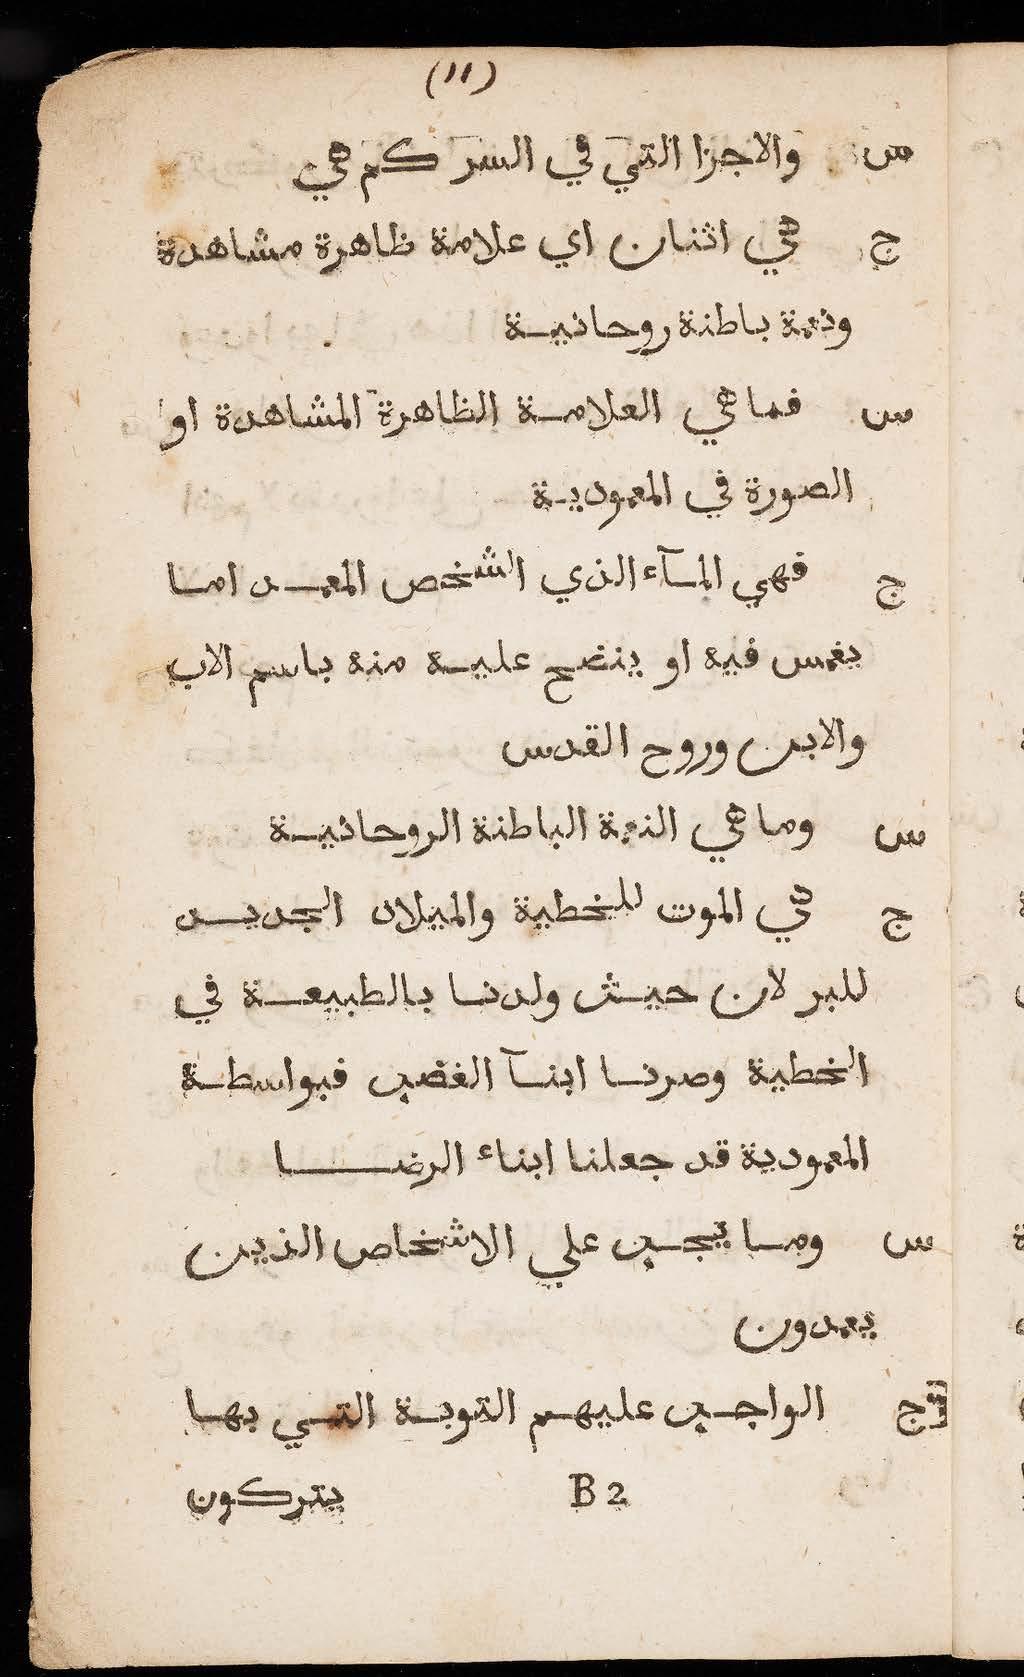 (11)
س والاجزا التي في السر كم هي
ج هي اثنان اي علامة ظاهرة مشاهدة
ونعمة باطنة روحانية
س فما هي العلامة الظاهرة المشاهدة او
الصورة في المعمودية
ج فهي المآء الذي الشخص المعمد اما
يغمس فيه او ينضح عليه منه باسم الاب
والابن وروح القدس
س وما هي النعمة الباطنة الروحانية
ج هي الموت للخطية والميلاد الجديد
للبر لان حيث ولدنا بالطبيعة في
الخطية وصرنا ابنآ الغضب فبواسطة
المعمودية قد جعلنا ابناء الرضا
س وما يجب علي الاشخاص الذين
يعمدون
ج الواجب عليهم التوبة التي بها
B 2 يتركون